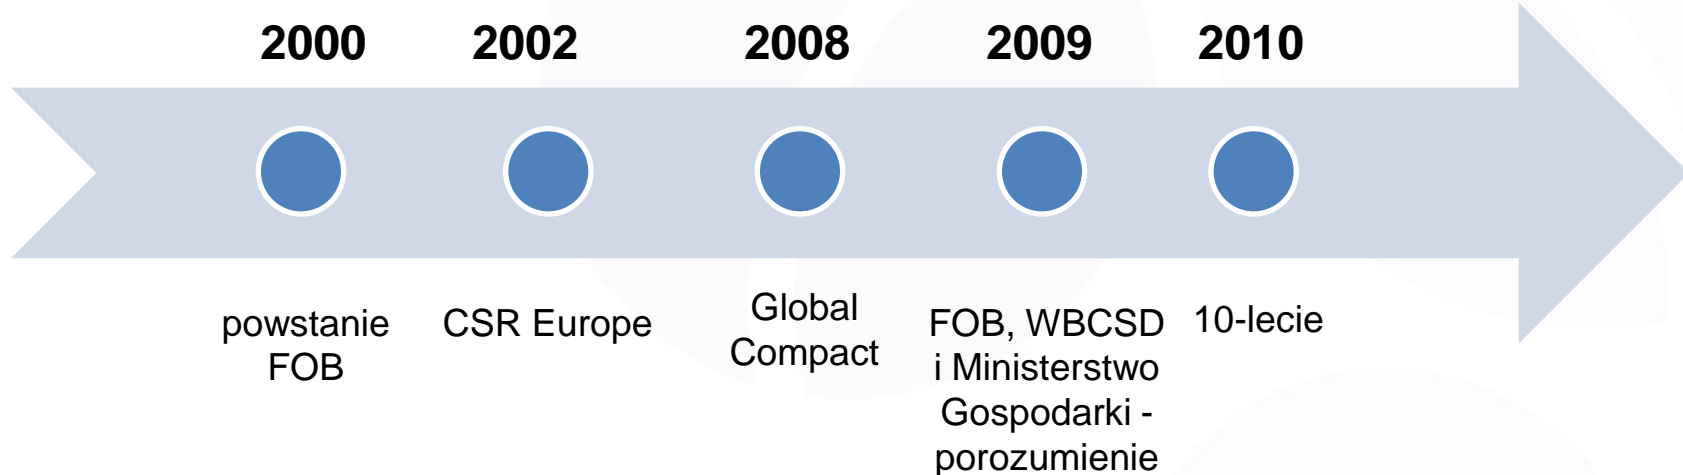 2000
2002
2008
2009
2010
powstanie
FOB
CSR Europe
Global
Compact
FOB, WBCSD
i Ministerstwo
Gospodarki -
porozumienie
10-lecie